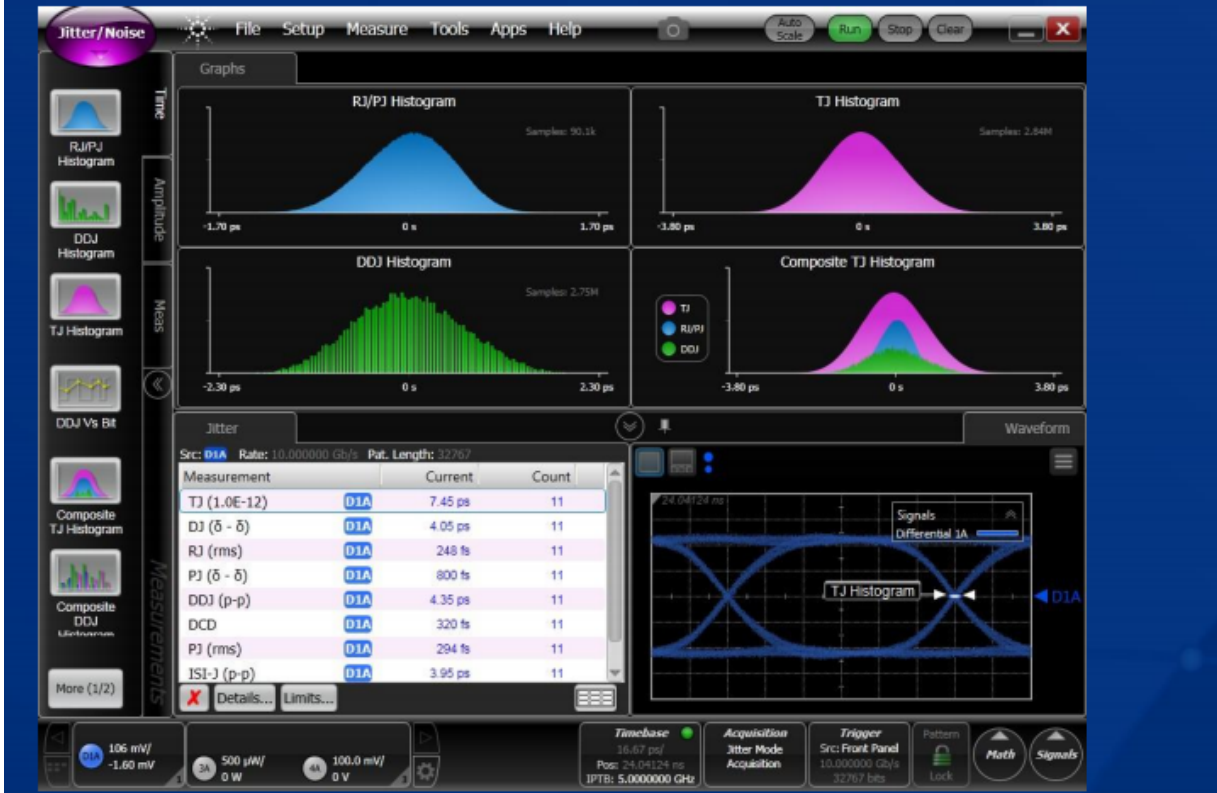 Jitter/Noise
File Setup Measure Tools Apps Help
Auto Scale
Run
Stop
Clear
Graphs
Time
Amplitude
Meas
Measurements
RJ/PJ
Histogram
DDJ
Histogram
TJ Histogram
DDJ Vs Bit
Composite
TJ Histogram
Composite
DDJ
Histogram
More (1/2)
RJ/PJ Histogram
Samples: 90.1k
-1.70 ps 0 s 1.70 ps
TJ Histogram
Samples: 2.84M
-3.80 ps 0 s 3.80 ps
DDJ Histogram
Samples: 2.75M
-2.30 ps 0 s 2.30 ps
Composite TJ Histogram
TJ
RJ/PJ
DDJ
-3.80 ps 0 s 3.80 ps
Jitter
Src: D1A Rate: 10.000000 Gb/s Pat. Length: 32767
Measurement Current Count
TJ (1.0E-12) D1A 7.45 ps 11
DJ (δ - δ) D1A 4.05 ps 11
RJ (rms) D1A 248 fs 11
PJ (δ - δ) D1A 800 fs 11
DDJ (p-p) D1A 4.35 ps 11
DCD D1A 320 fs 11
PJ (rms) D1A 294 fs 11
ISI-J (p-p) D1A 3.95 ps 11
Details... Limits...
Waveform
24.04124 ns
Signals
Differential 1A
TJ Histogram
D1A
D1A 106 mV/
-1.60 mV
1
3A 500 µW/
0 W
4A 100.0 mV/
0 V
1
Timebase
16.67 ps/
Pos: 24.04124 ns
IPTB: 5.0000000 GHz
Acquisition
Jitter Mode
Acquisition
Trigger
Src: Front Panel
10.000000 Gb/s
32767 bits
Pattern
Lock
Math
Signals